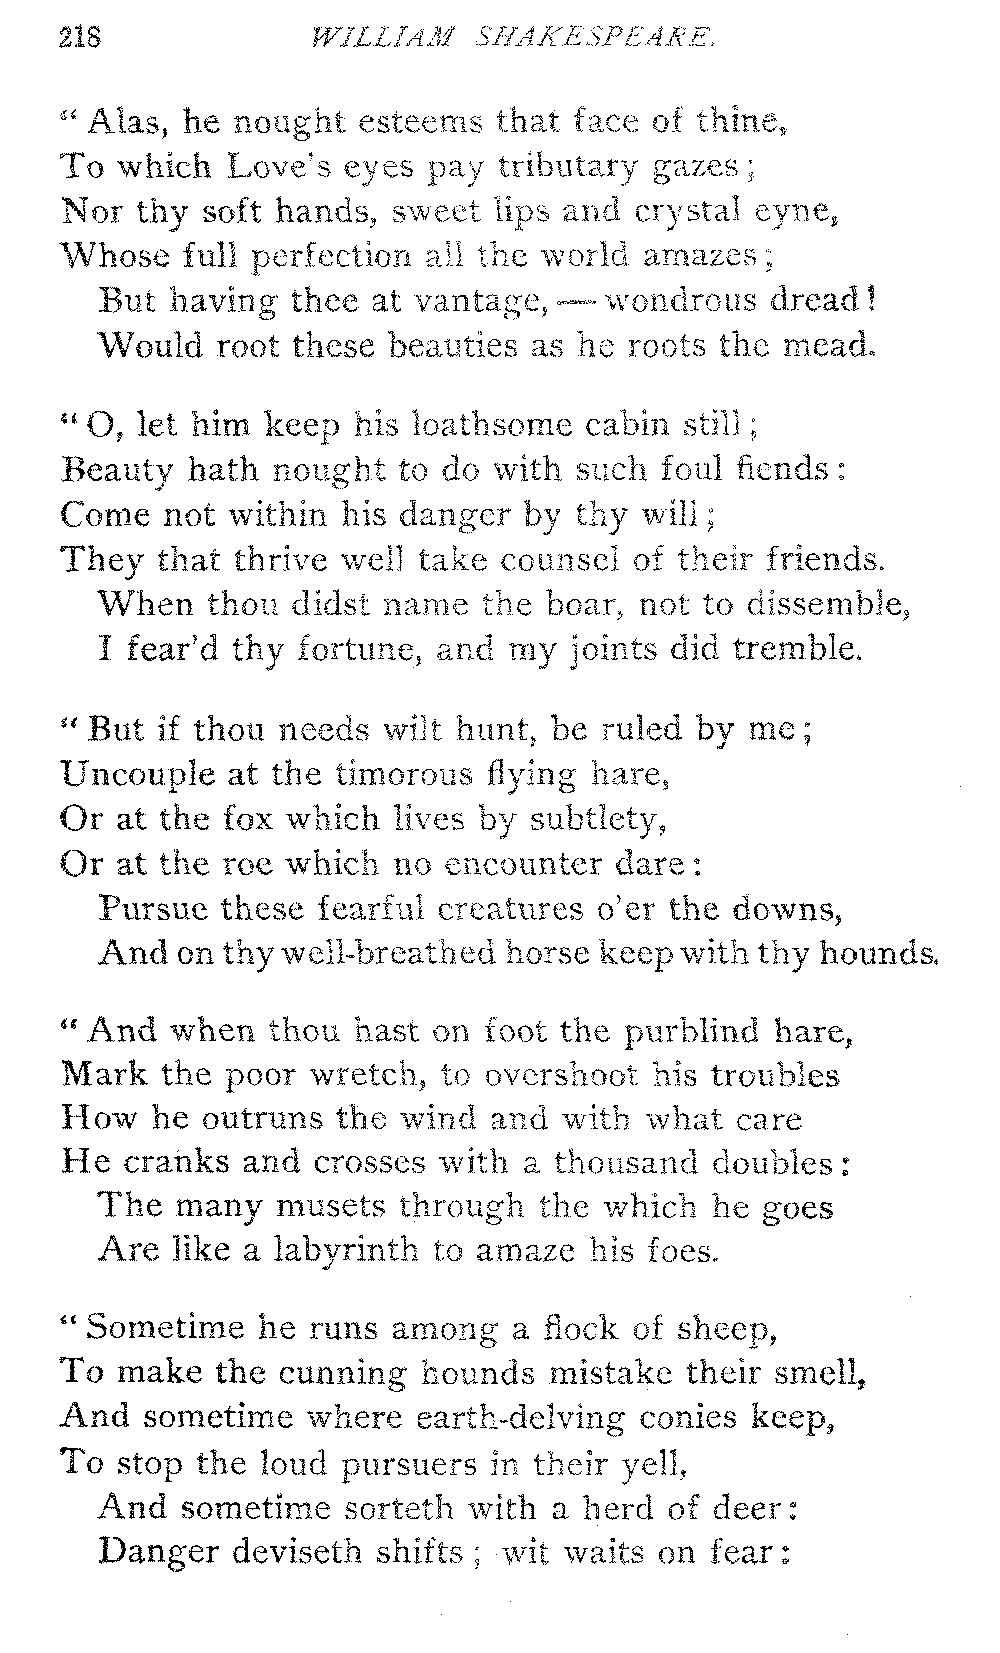 218 WILLIAM SHAKESPEARE.
“ Alas, he nought esteems that face of thine,
To which Love's eyes pay tributary gazes ;
Nor thy soft hands, sweet lips and crystal eyne,
Whose full perfection all the world amazes ;
But having thee at vantage, — wondrous dread !
Would root these beauties as he roots the mead.
“ O, let him keep his loathsome cabin still ;
Beauty hath nought to do with such foul fiends :
Come not within his danger by thy will ;
They that thrive well take counsel of their friends.
When thou didst name the boar, not to dissemble,
I fear'd thy fortune, and my joints did tremble.
“ But if thou needs wilt hunt, be ruled by me ;
Uncouple at the timorous flying hare,
Or at the fox which lives by subtlety,
Or at the roe which no encounter dare :
Pursue these fearful creatures o'er the downs,
And on thy well-breathed horse keep with thy hounds.
“ And when thou hast on foot the purblind hare,
Mark the poor wretch, to overshoot his troubles
How he outruns the wind and with what care
He cranks and crosses with a thousand doubles :
The many musets through the which he goes
Are like a labyrinth to amaze his foes.
“ Sometime he runs among a flock of sheep,
To make the cunning hounds mistake their smell,
And sometime where earth-delving conies keep,
To stop the loud pursuers in their yell,
And sometime sorteth with a herd of deer :
Danger deviseth shifts ; wit waits on fear :